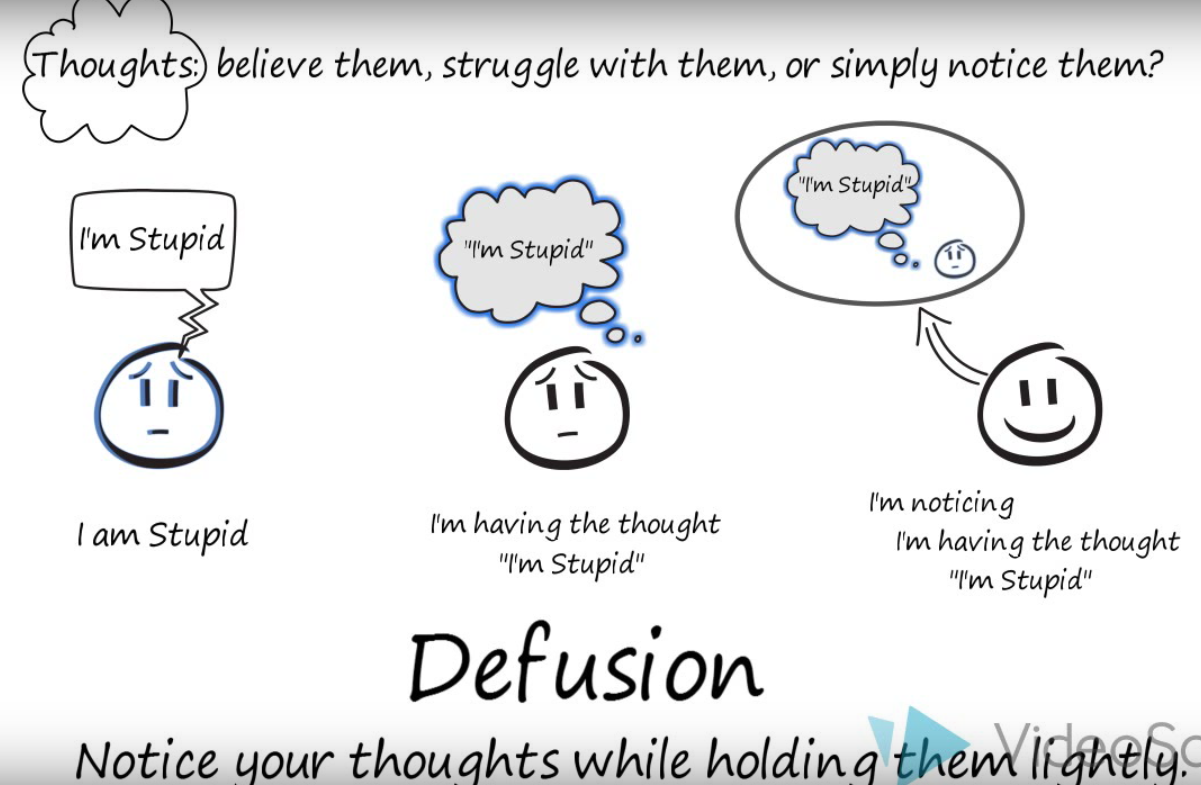 Thoughts: believe them, struggle with them, or simply notice them?
I'm Stupid
"I'm Stupid"
"I'm Stupid"
I am Stupid
I'm having the thought
"I'm Stupid"
I'm noticing
I'm having the thought
"I'm Stupid"
Defusion
Notice your thoughts while holding them lightly.